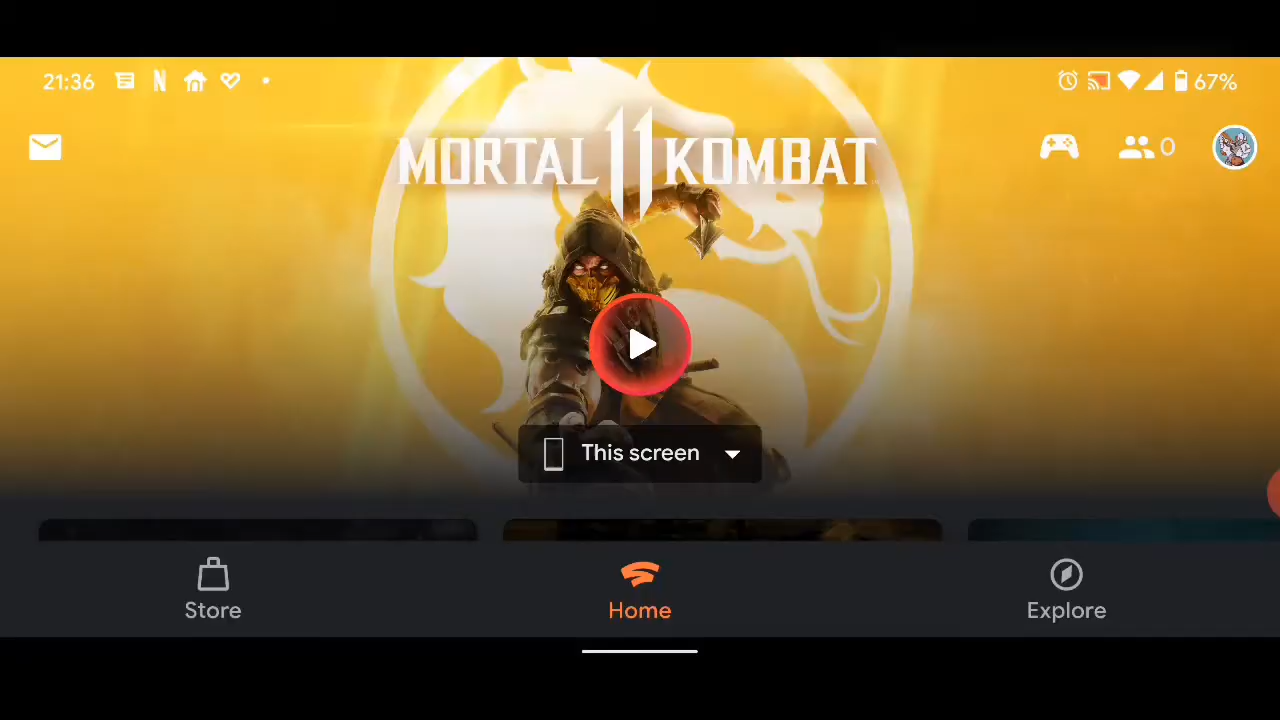 21:36 N 67%
MORTAL 11 KOMBAT
0
This screen
Store Home Explore